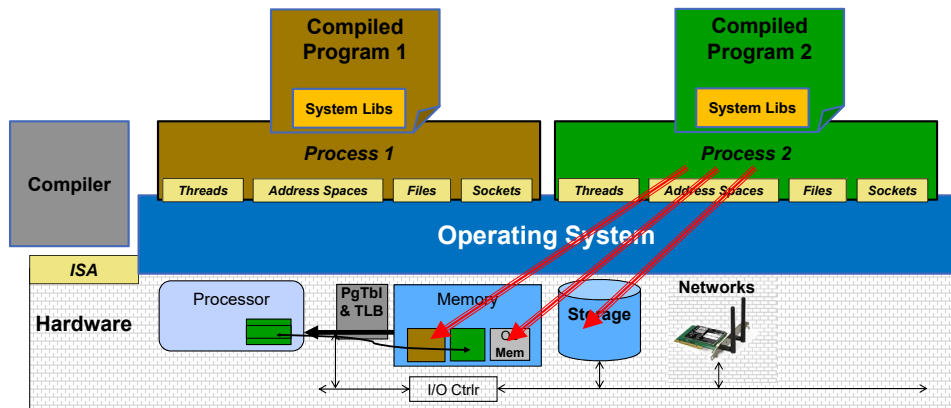 Compiled
Program 1
System Libs
Compiled
Program 2
System Libs
Compiler
Process 1
Threads
Address Spaces
Files
Sockets
Process 2
Threads
Address Spaces
Files
Sockets
Operating System
ISA
Hardware
Processor
PgTbl
& TLB
Memory
Mem
Storage
Networks
I/O Ctrlr